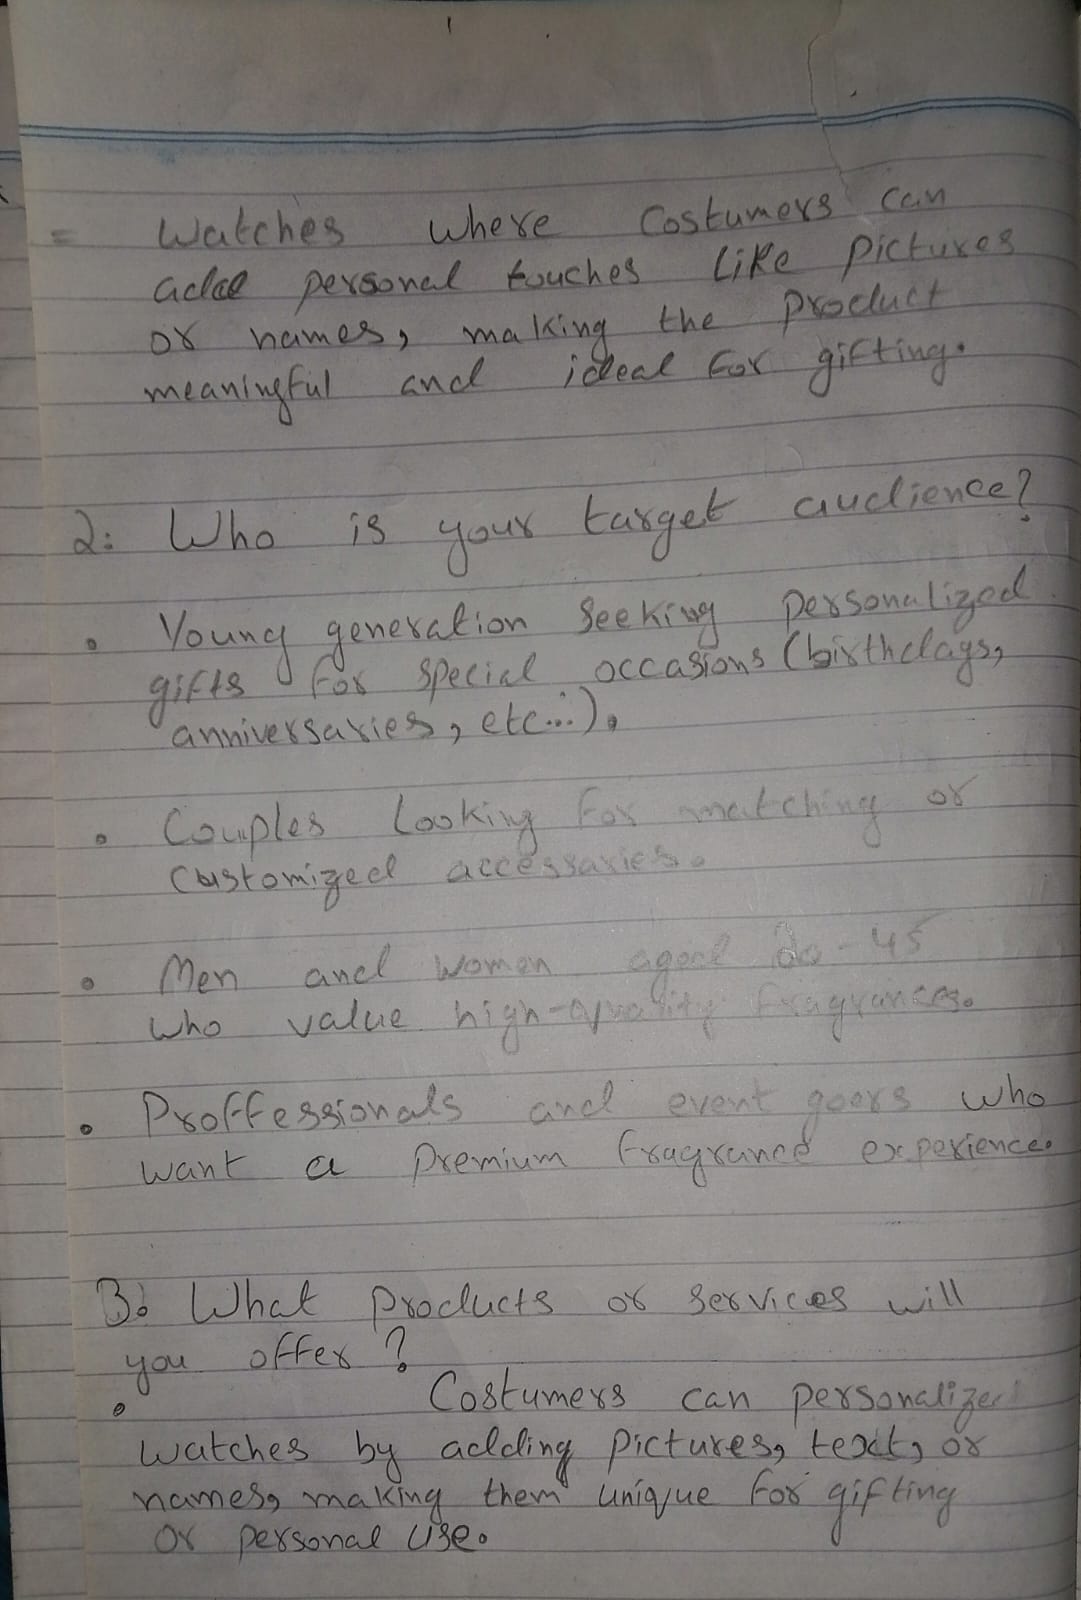 = Watches where Costumers can
add personal touches like pictures
or names, making the product
meaningful and ideal for gifting.
2: Who is your target audience?
• Young generation seeking personalized
gifts for special occasions (birthdays,
anniversaries, etc...).
• Couples looking for matching or
customized accessaries.
• Men and women aged 20-45
who value high-quality fragrances.
• Proffessionals and event goers who
want a premium fragrance experience.
3: What products or services will
you offer?
• Costumers can personalize
watches by adding pictures, text, or
names, making them unique for gifting
or personal use.